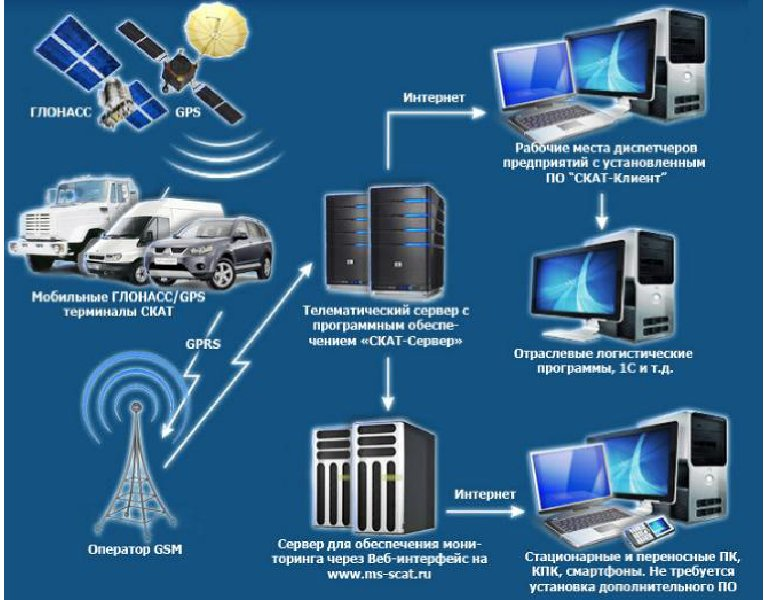 ГЛОНАСС
GPS
Интернет
Рабочие места диспетчеров
предприятий с установленным
ПО "СКАТ-Клиент"
Мобильные ГЛОНАСС/GPS
терминалы СКАТ
Телематический сервер с
программным обеспе-
чением «СКАТ-Сервер»
GPRS
Отраслевые логистические
программы, 1С и т.д.
Интернет
Оператор GSM
Сервер для обеспечения мони-
торинга через Веб-интерфейс на
www.ms-scat.ru
Стационарные и переносные ПК,
КПК, смартфоны. Не требуется
установка дополнительного ПО